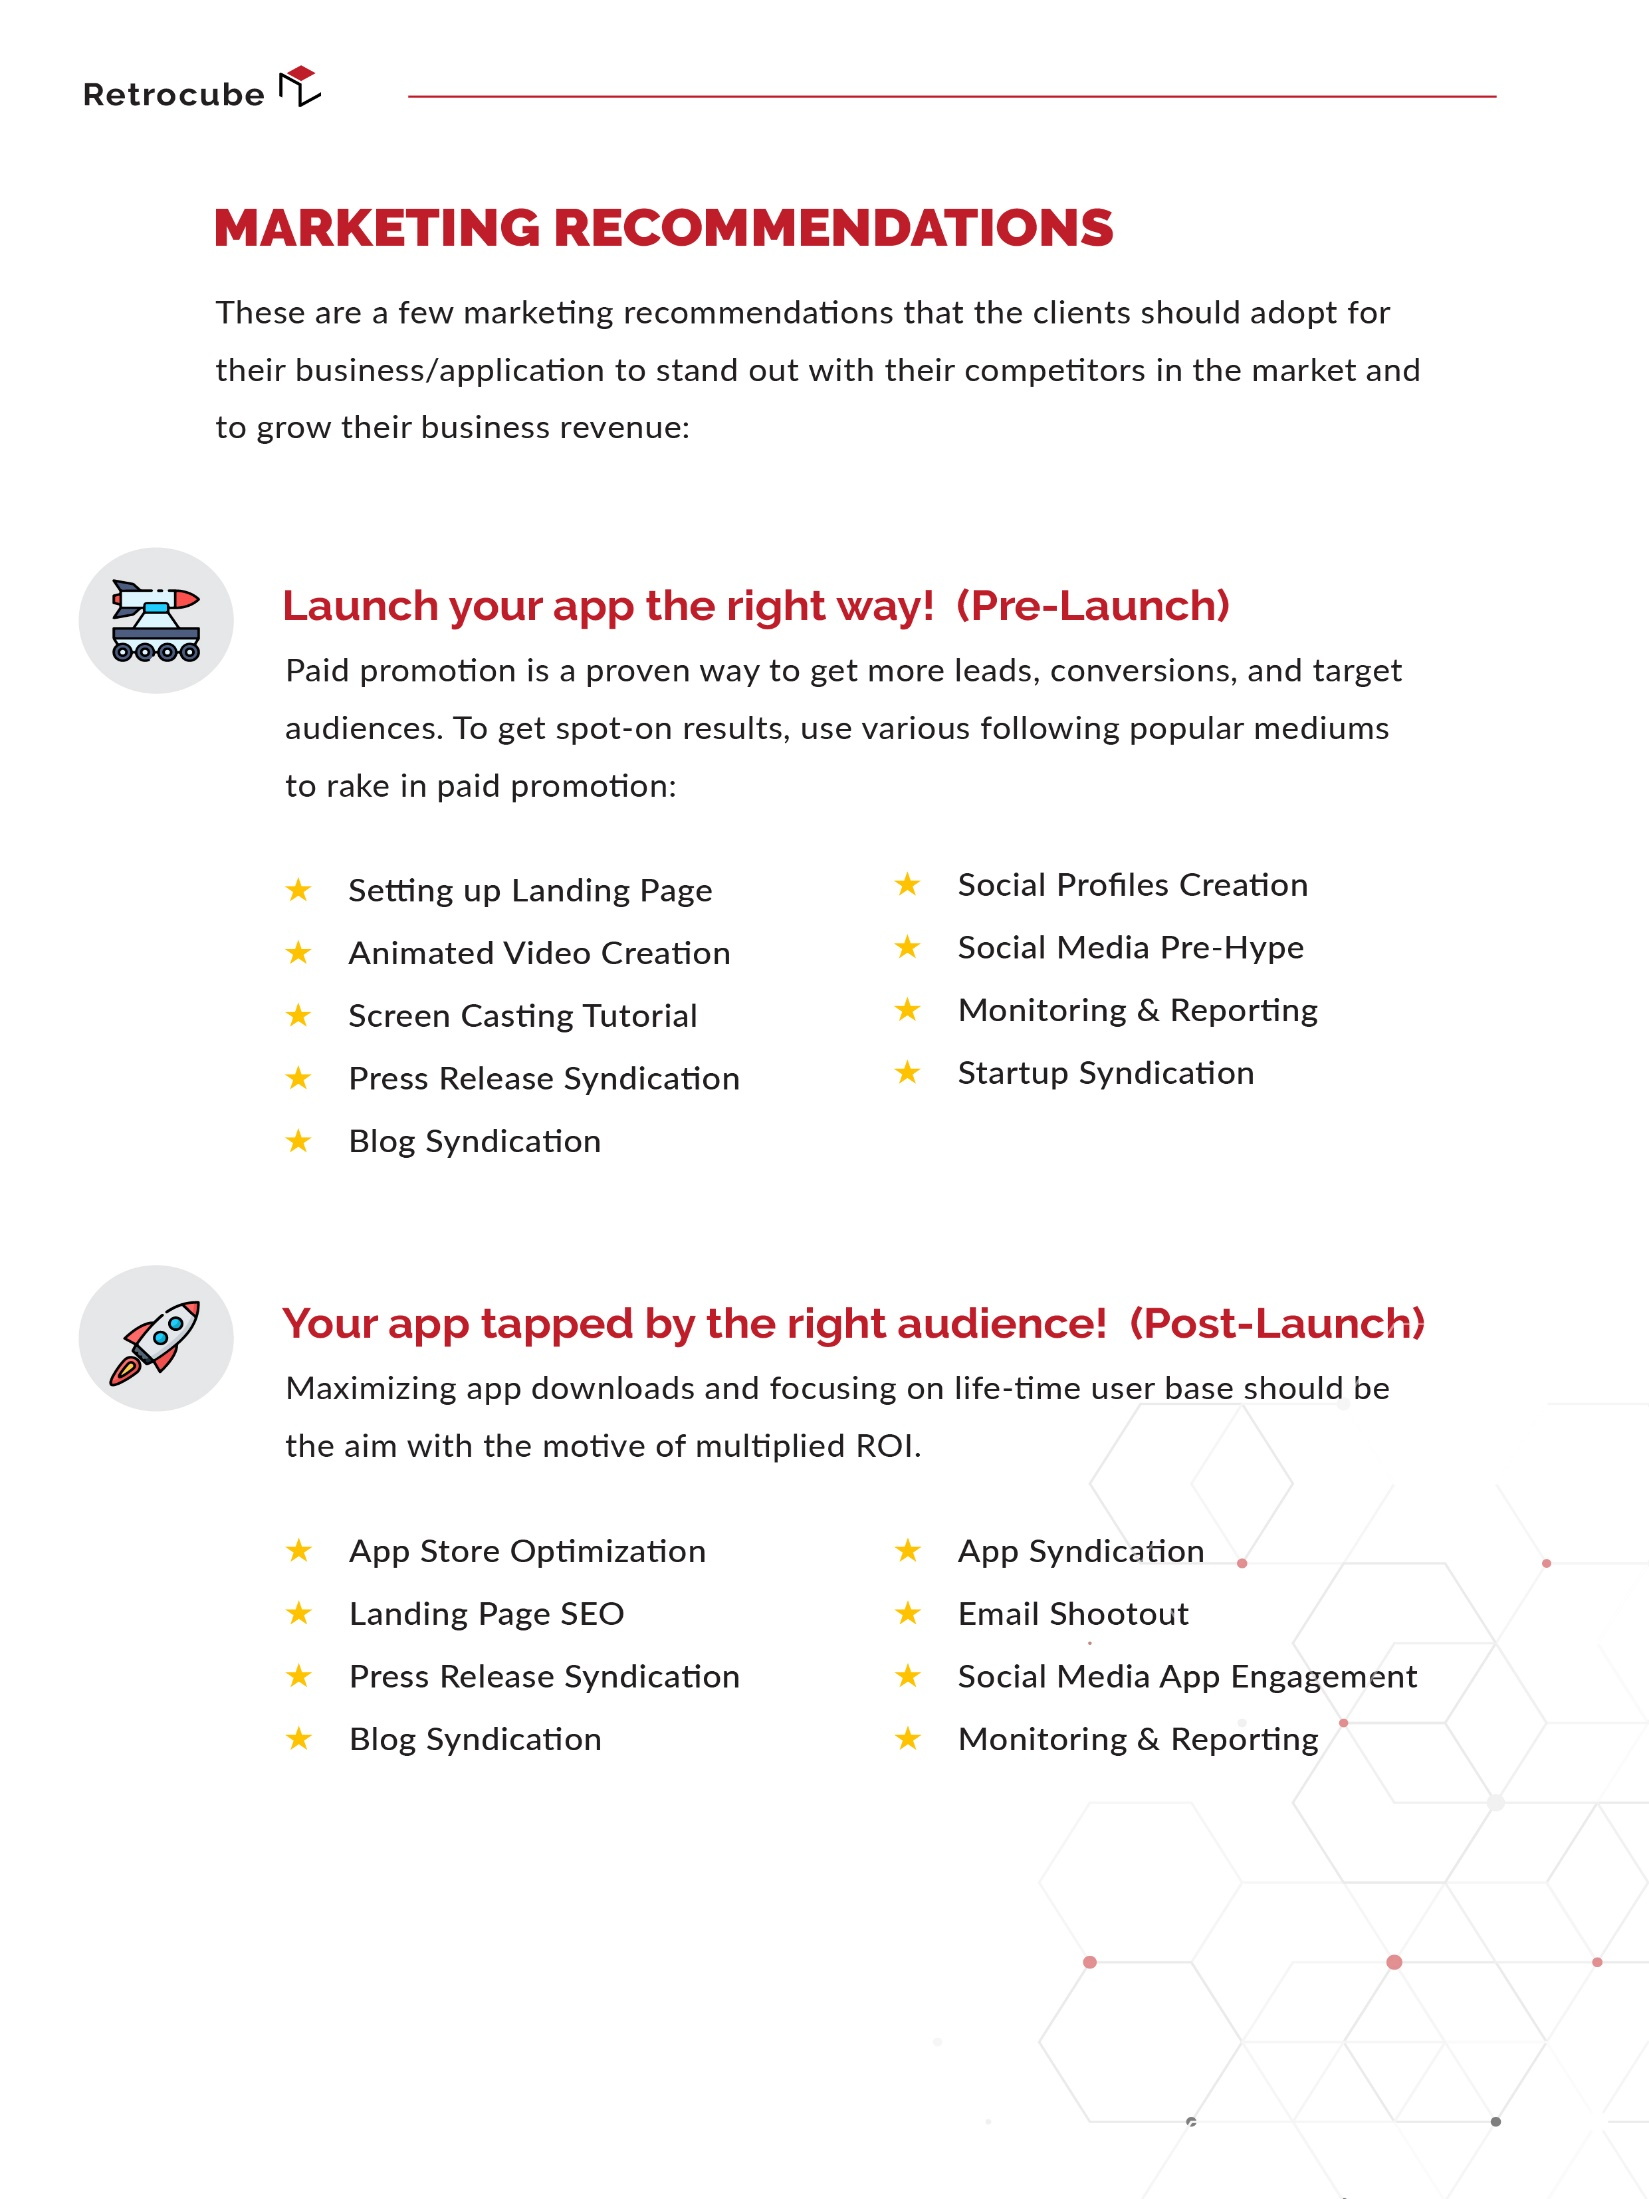 Retrocube
MARKETING RECOMMENDATIONS
These are a few marketing recommendations that the clients should adopt for
their business/application to stand out with their competitors in the market and
to grow their business revenue:
Launch your app the right way! (Pre-Launch)
Paid promotion is a proven way to get more leads, conversions, and target
audiences. To get spot-on results, use various following popular mediums
to rake in paid promotion:
Setting up Landing Page
Animated Video Creation
Screen Casting Tutorial
Press Release Syndication
Blog Syndication
Social Profiles Creation
Social Media Pre-Hype
Monitoring & Reporting
Startup Syndication
Your app tapped by the right audience! (Post-Launch)
Maximizing app downloads and focusing on life-time user base should be
the aim with the motive of multiplied ROI.
App Store Optimization
Landing Page SEO
Press Release Syndication
Blog Syndication
App Syndication
Email Shootout
Social Media App Engagement
Monitoring & Reporting